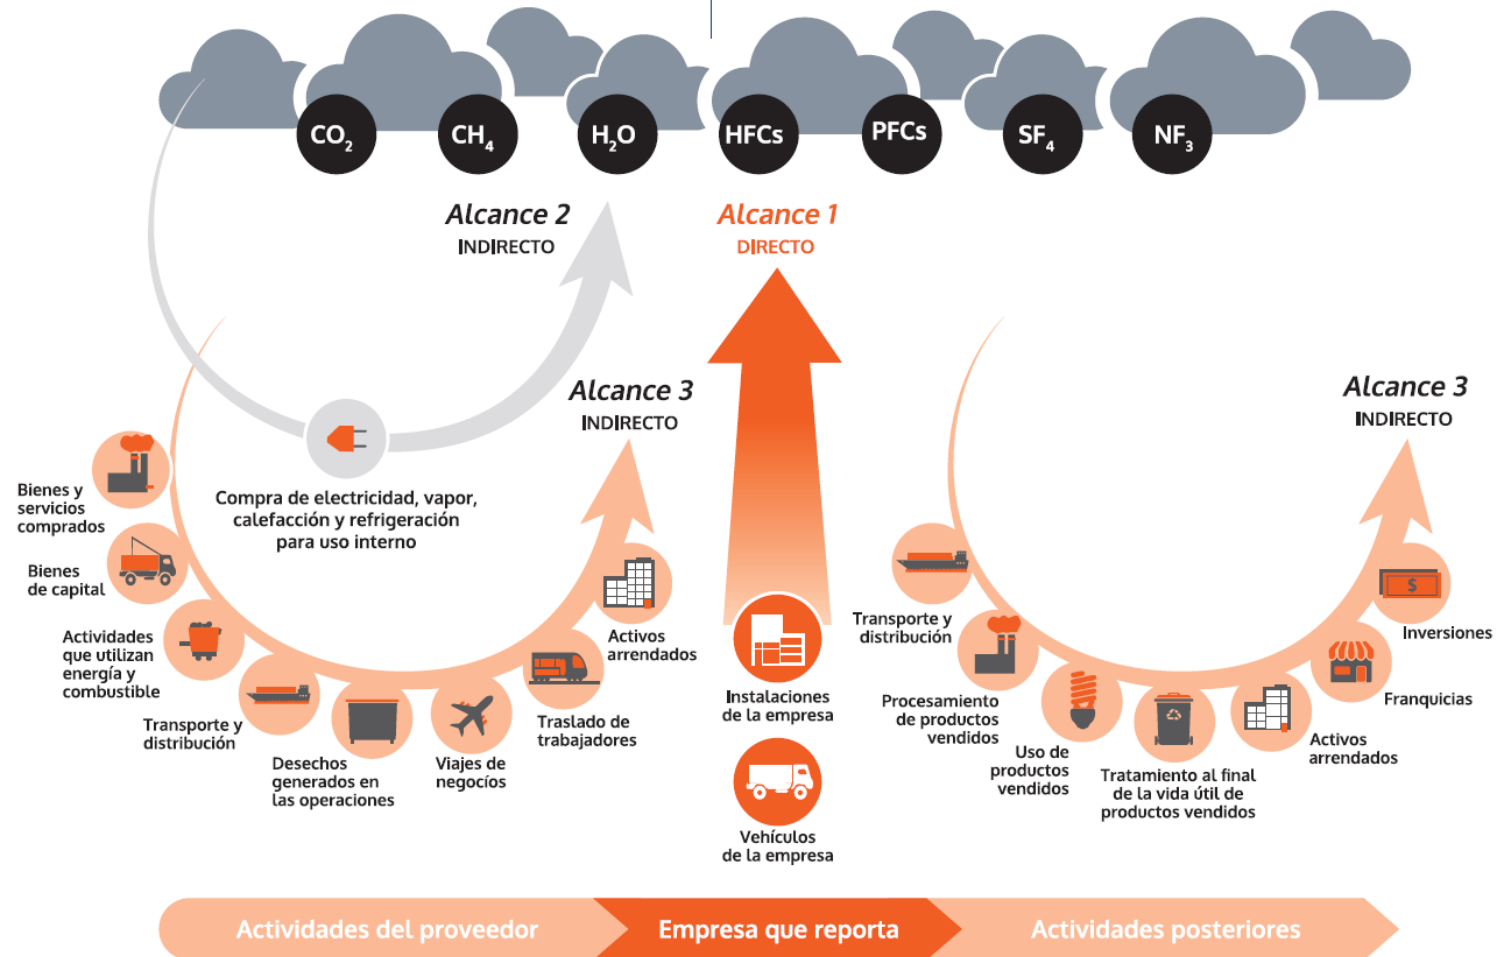 CO₂
CH₄
H₂O
HFCs
PFCs
SF₄
NF₃
Alcance 2
INDIRECTO
Alcance 1
DIRECTO
Alcance 3
INDIRECTO
Alcance 3
INDIRECTO
Compra de electricidad, vapor,
calefacción y refrigeración
para uso interno
Bienes y
servicios
comprados
Bienes
de capital
Actividades
que utilizan
energía y
combustible
Transporte y
distribución
Desechos
generados en
las operaciones
Viajes de
negocíos
Traslado de
trabajadores
Activos
arrendados
Instalaciones
de la empresa
Vehículos
de la empresa
Transporte y
distribución
Procesamiento
de productos
vendidos
Uso de
productos
vendidos
Tratamiento al final
de la vida útil de
productos vendidos
Activos
arrendados
Franquicias
$
Inversiones
Actividades del proveedor
Empresa que reporta
Actividades posteriores